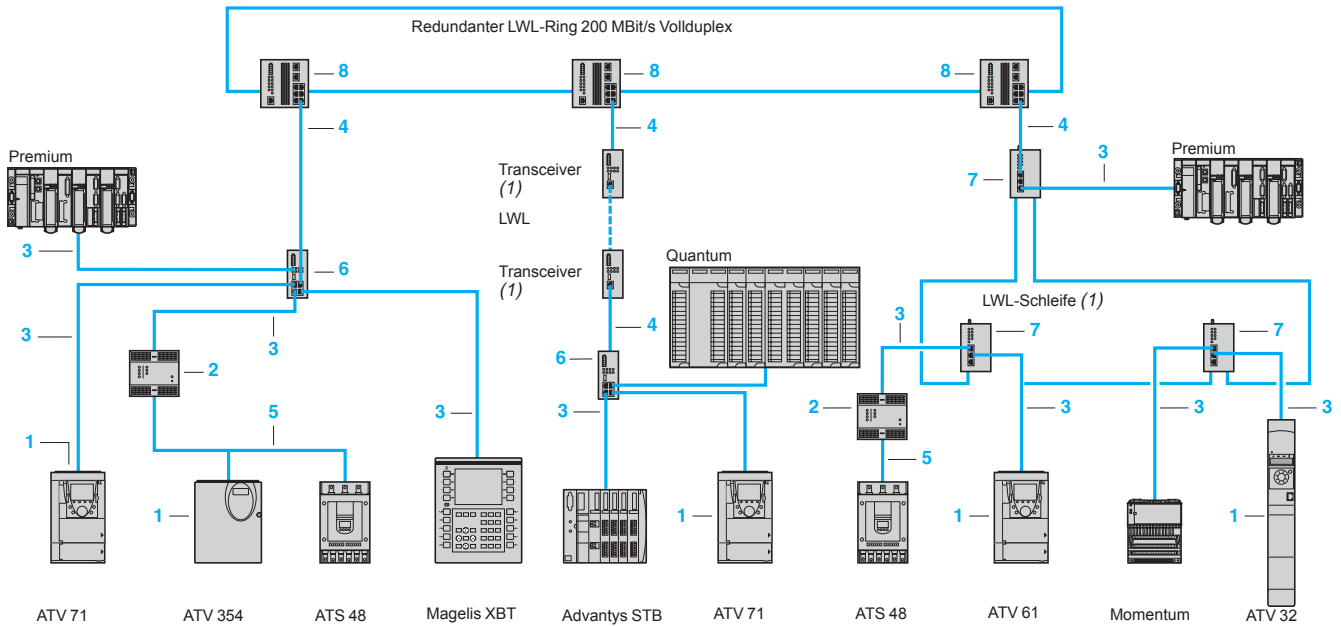 Redundanter LWL-Ring 200 MBit/s Vollduplex
8
8
8
4
4
4
Premium
Transceiver
(1)
LWL
7
3
Premium
3
6
Transceiver
(1)
Quantum
LWL-Schleife (1)
3
3
4
3
7
7
2
6
5
3
3
2
3
3
3
1
5
1
1
1
1
ATV 71
ATV 354
ATS 48
Magelis XBT
Advantys STB
ATV 71
ATS 48
ATV 61
Momentum
ATV 32